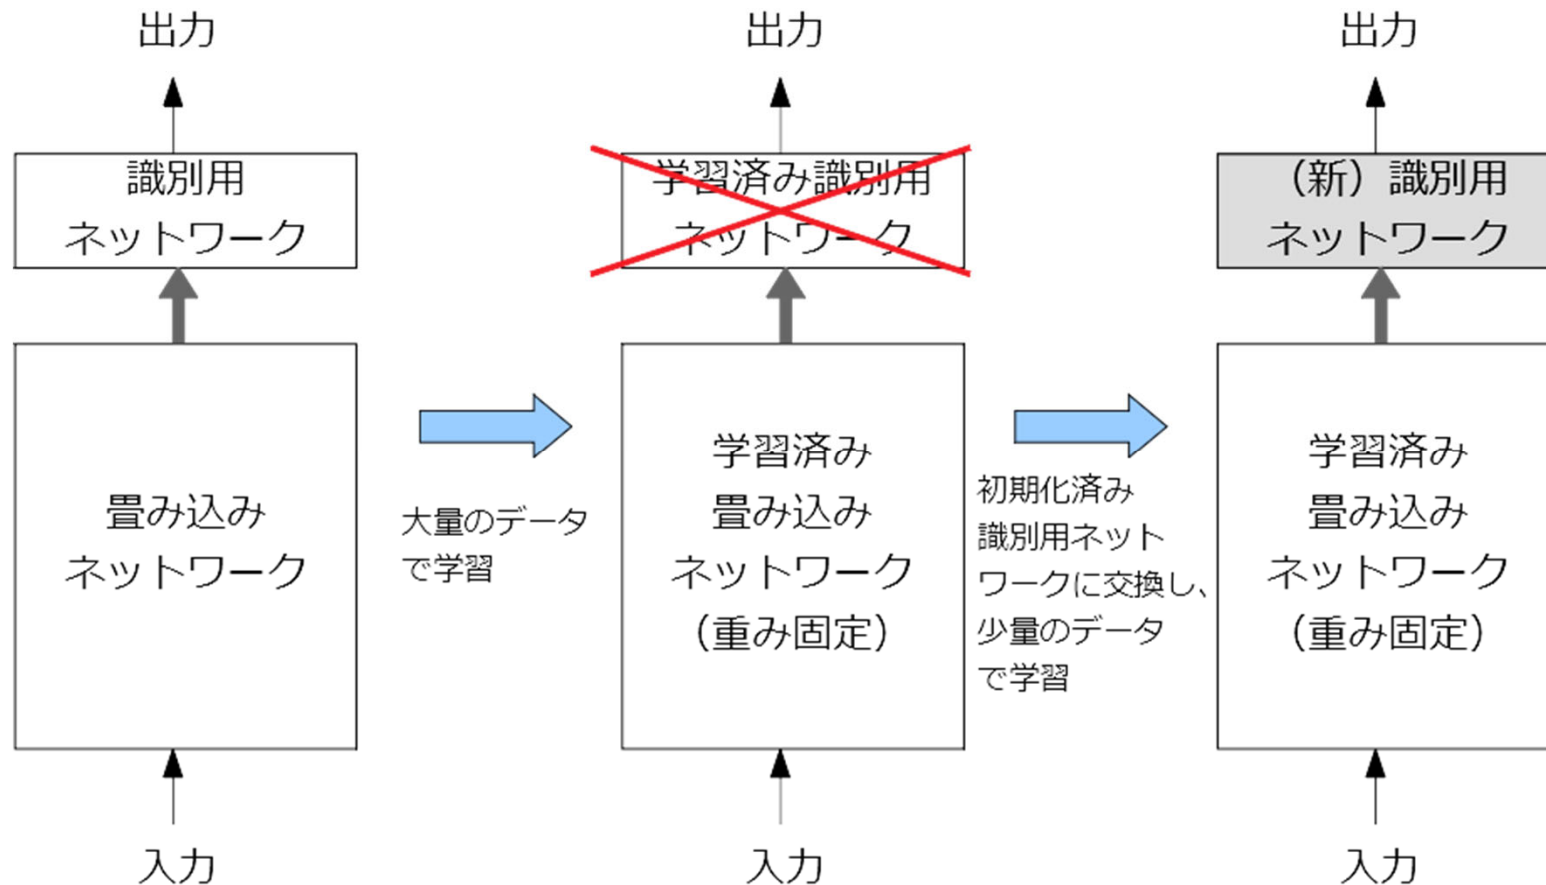 出力
識別用
ネットワーク
畳み込み
ネットワーク
入力
大量のデータ
で学習
出力
学習済み識別用
ネットワーク
学習済み
畳み込み
ネットワーク
（重み固定）
入力
初期化済み
識別用ネット
ワークに交換し、
少量のデータ
で学習
出力
（新）識別用
ネットワーク
学習済み
畳み込み
ネットワーク
（重み固定）
入力